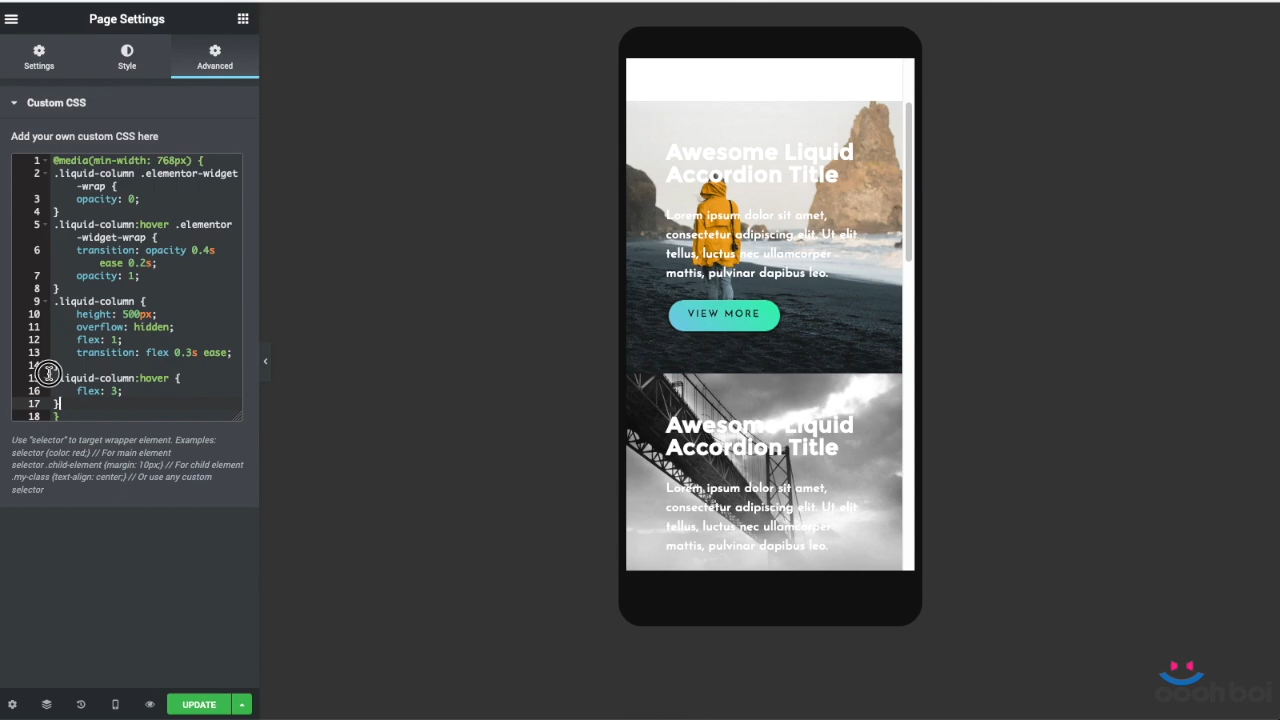 Page Settings
Settings
Style
Advanced
Custom CSS
Add your own custom CSS here
1 @media(min-width: 768px) {
2 .liquid-column .elementor-widget
-wrap {
3 opacity: 0;
4 }
5 .liquid-column:hover .elementor
-widget-wrap {
6 transition: opacity 0.4s
ease 0.2s;
7 opacity: 1;
8 }
9 .liquid-column {
10 height: 500px;
11 overflow: hidden;
12 flex: 1;
13 transition: flex 0.3s ease;
14
15 liquid-column:hover {
16 flex: 3;
17 }
18 }
Use "selector" to target wrapper element. Examples:
selector {color: red;} // For main element
selector .child-element {margin: 10px;} // For child element
.my-class {text-align: center;} // Or use any custom
selector
UPDATE
Awesome Liquid
Accordion Title
Lorem ipsum dolor sit amet,
consectetur adipiscing elit. Ut elit
tellus, luctus nec ullamcorper
mattis, pulvinar dapibus leo.
VIEW MORE
Awesome Liquid
Accordion Title
Lorem ipsum dolor sit amet,
consectetur adipiscing elit. Ut elit
tellus, luctus nec ullamcorper
mattis, pulvinar dapibus leo.
oooh boi